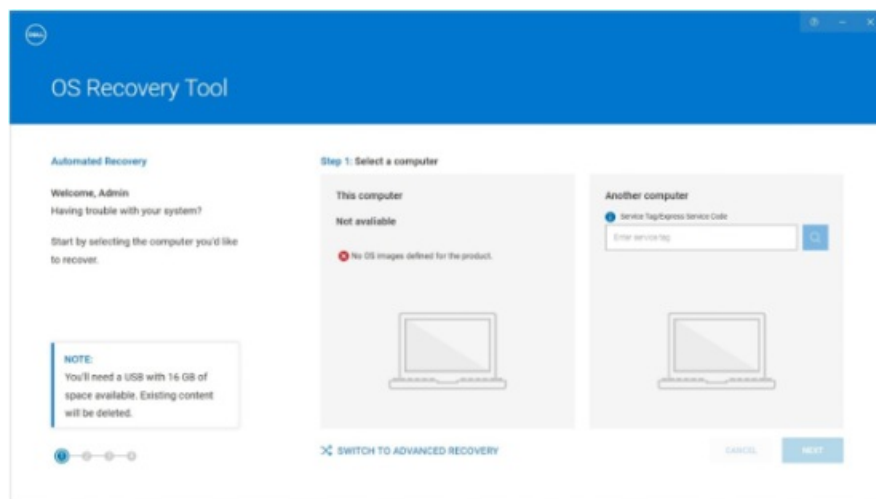 DELL
OS Recovery Tool
Automated Recovery
Welcome, Admin
Having trouble with your system?
Start by selecting the computer you'd like
to recover.
NOTE:
You'll need a USB with 16 GB of
space available. Existing content
will be deleted.
Step 1: Select a computer
This computer
Not available
No OS images defined for the product.
Another computer
Service Tag/Express Service Code
Enter service tag
SWITCH TO ADVANCED RECOVERY
CANCEL
NEXT